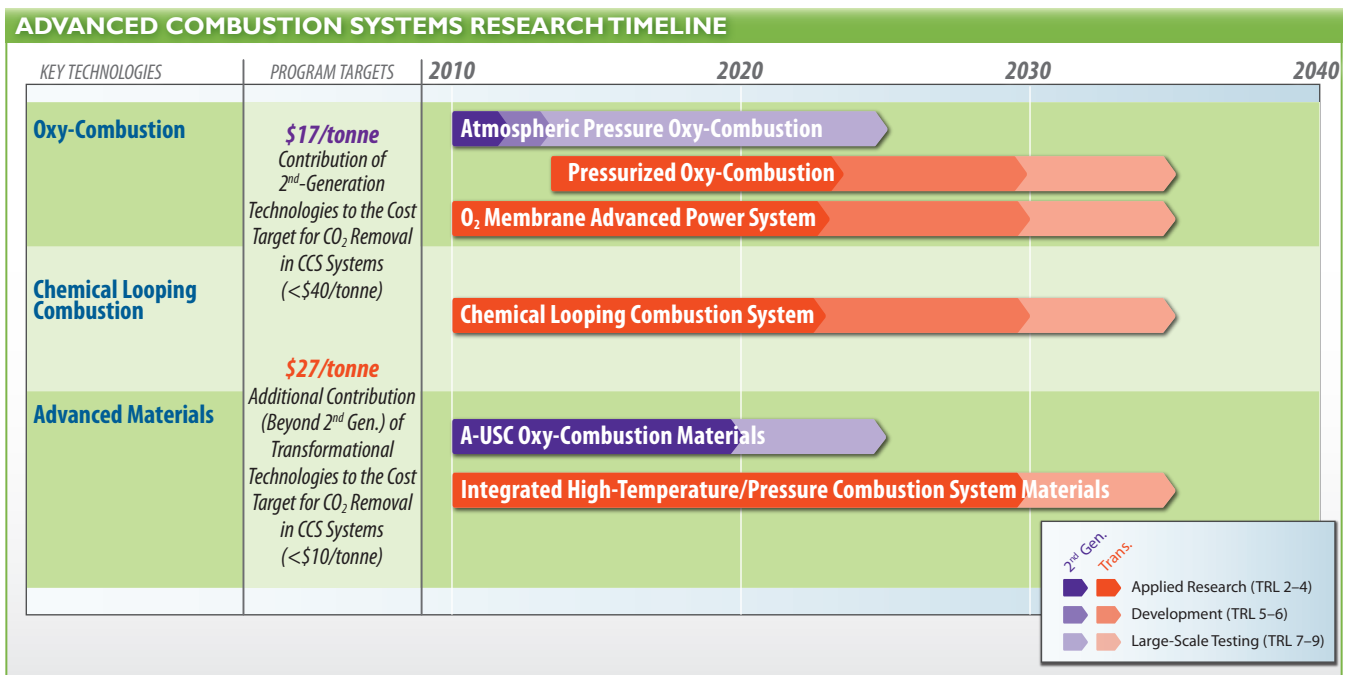 ADVANCED COMBUSTION SYSTEMS RESEARCH TIMELINE
KEY TECHNOLOGIES
PROGRAM TARGETS
2010
2020
2030
2040
Oxy-Combustion
$17/tonne
Contribution of
2nd-Generation
Technologies to the Cost
Target for CO2 Removal
in CCS Systems
(<$40/tonne)
Atmospheric Pressure Oxy-Combustion
Pressurized Oxy-Combustion
O2 Membrane Advanced Power System
Chemical Looping
Combustion
Chemical Looping Combustion System
$27/tonne
Additional Contribution
(Beyond 2nd Gen.) of
Transformational
Technologies to the Cost
Target for CO2 Removal
in CCS Systems
(<$10/tonne)
Advanced Materials
A-USC Oxy-Combustion Materials
Integrated High-Temperature/Pressure Combustion System Materials
2nd Gen.
Trans.
Applied Research (TRL 2–4)
Development (TRL 5–6)
Large-Scale Testing (TRL 7–9)